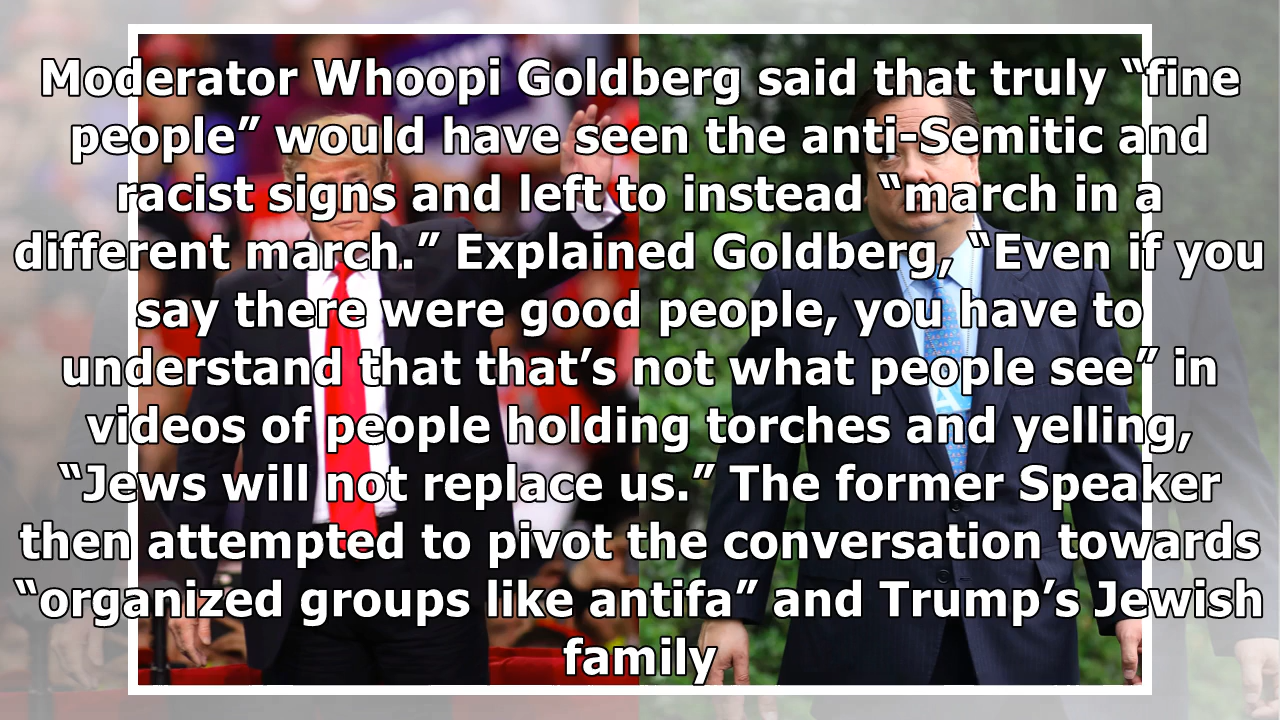 Moderator Whoopi Goldberg said that truly “fine
people” would have seen the anti-Semitic and
racist signs and left to instead “march in a
different march.” Explained Goldberg, “Even if you
say there were good people, you have to
understand that that’s not what people see” in
videos of people holding torches and yelling,
“Jews will not replace us.” The former Speaker
then attempted to pivot the conversation towards
“organized groups like antifa” and Trump’s Jewish
family